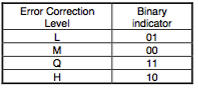 Error Correction Binary
Level indicator
L 01
M 00
Q 11
H 10